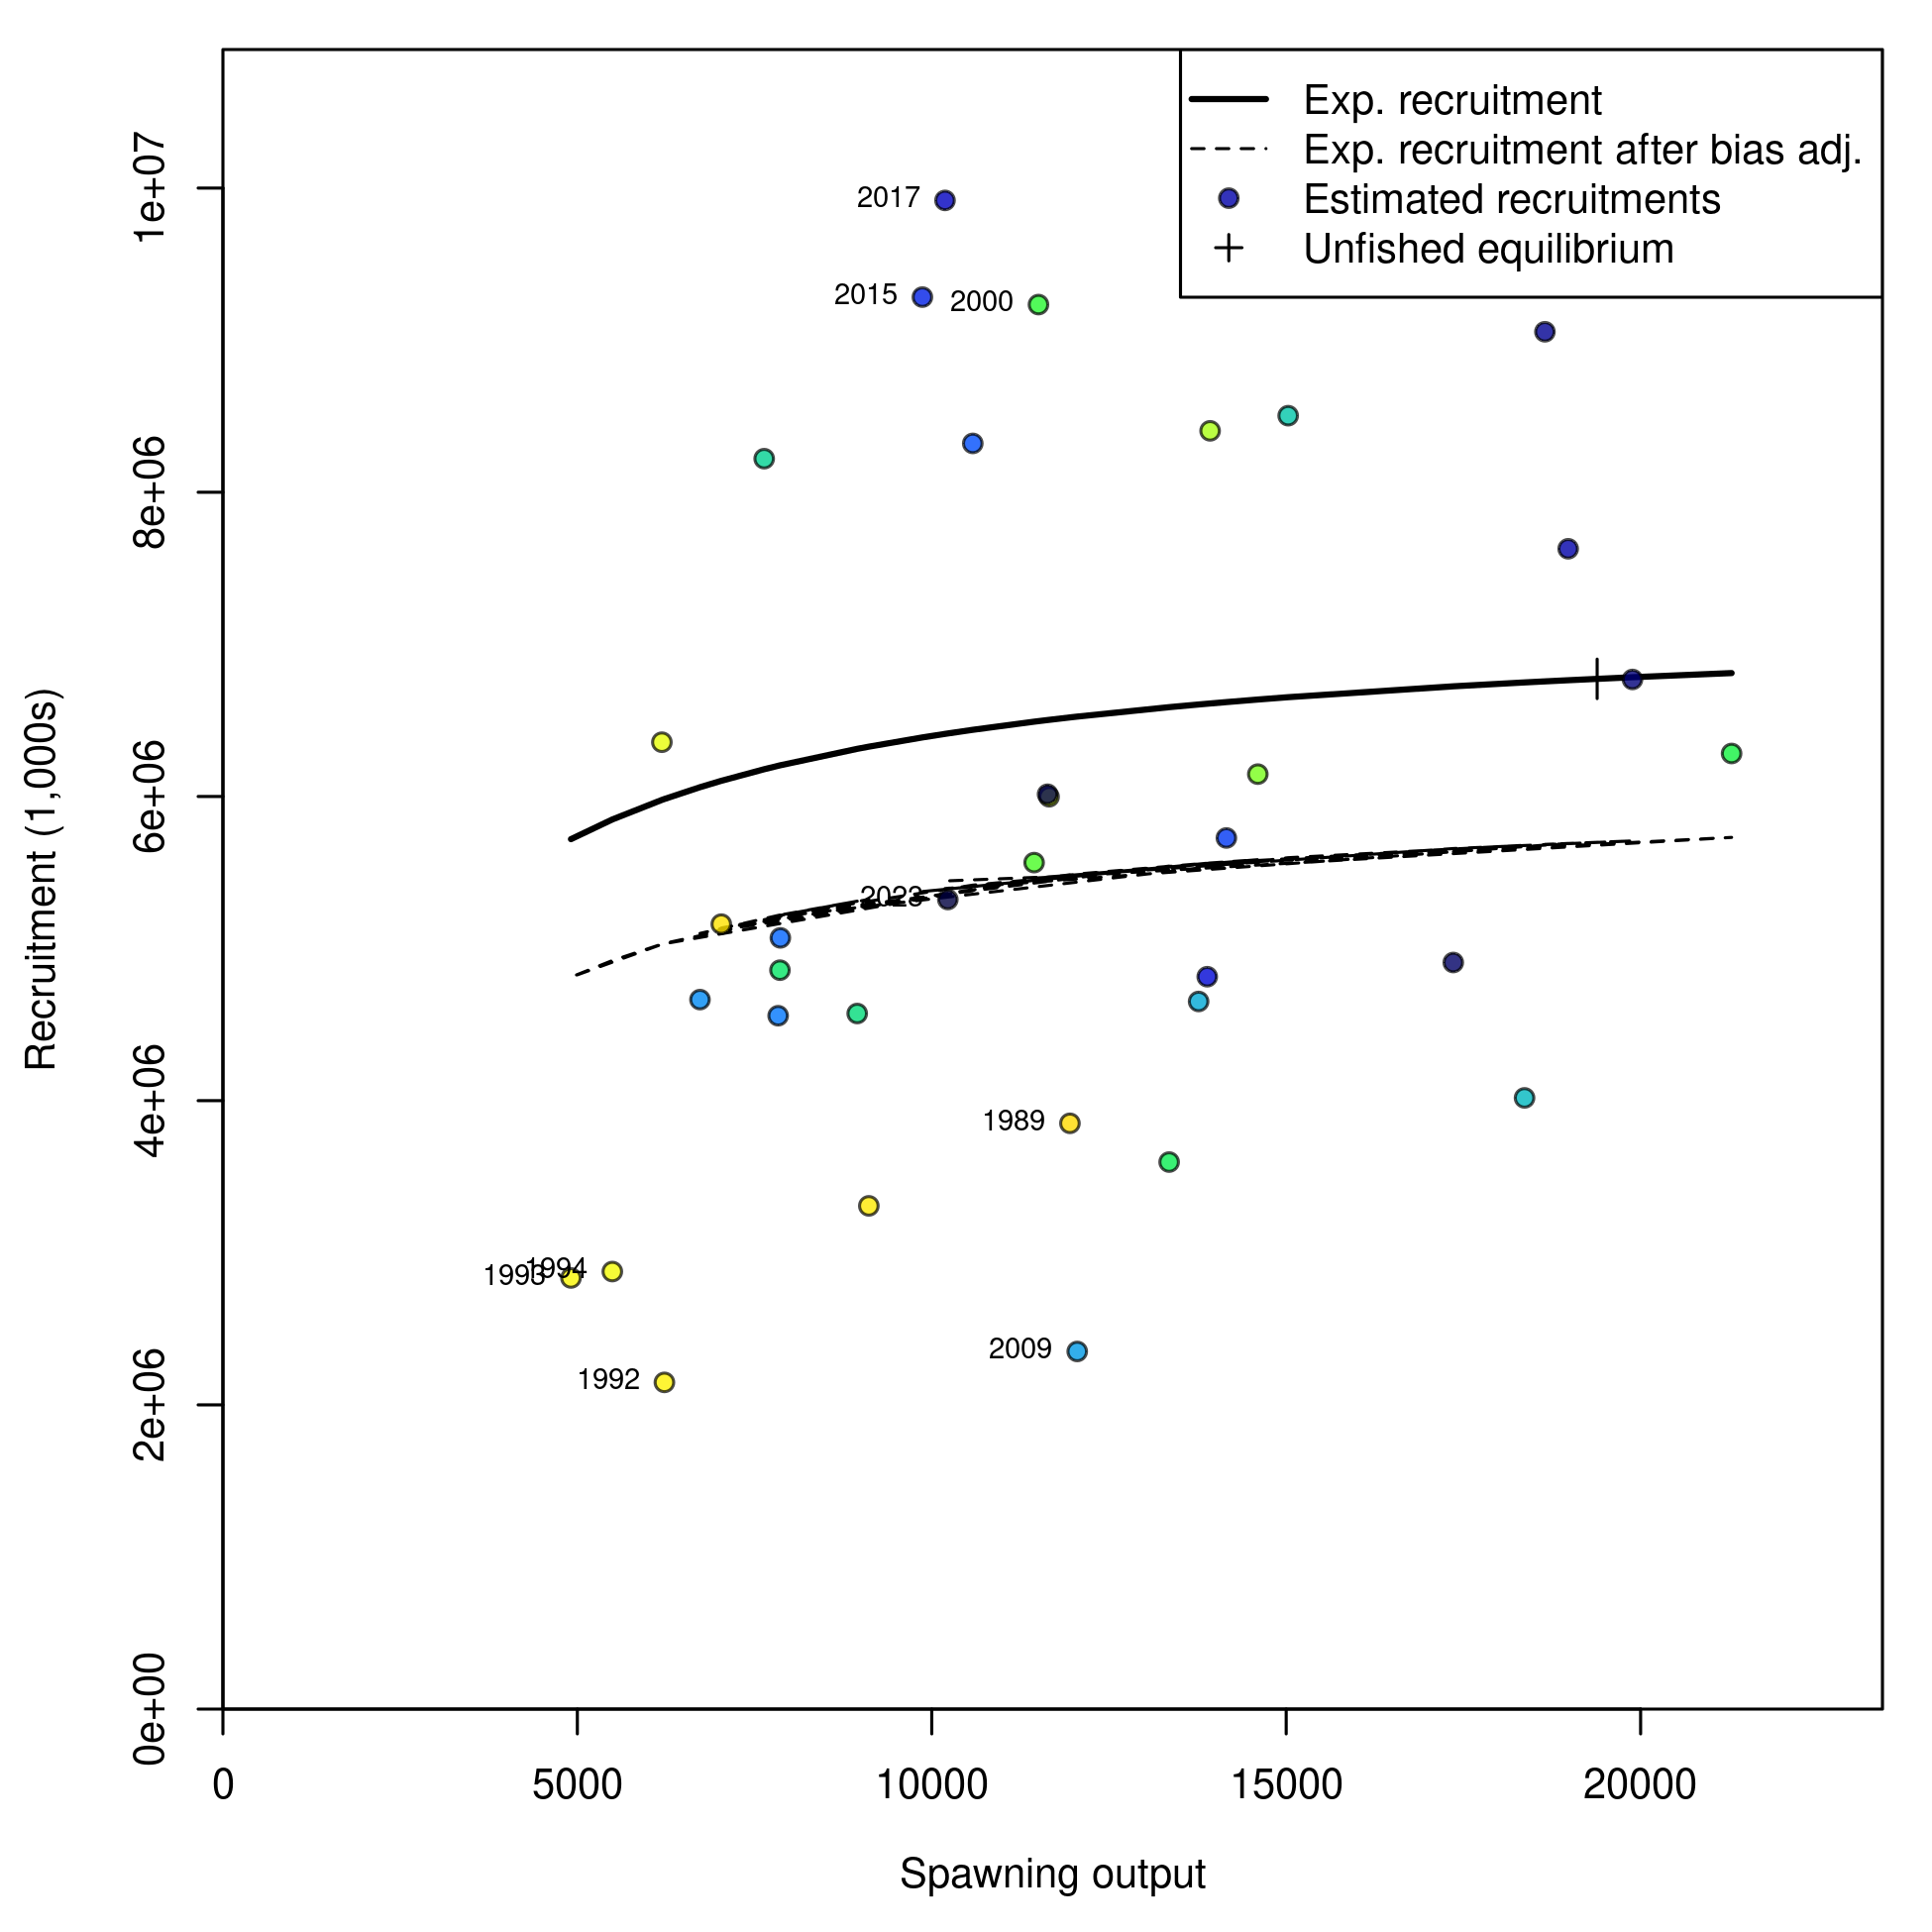 Exp. recruitment
Exp. recruitment after bias adj.
Estimated recruitments
Unfished equilibrium
1e+07
8e+06
6e+06
4e+06
2e+06
0e+00
Recruitment (1,000s)
2017
2015
2000
2023
1989
1994
1993
2009
1992
0
5000
10000
15000
20000
Spawning output